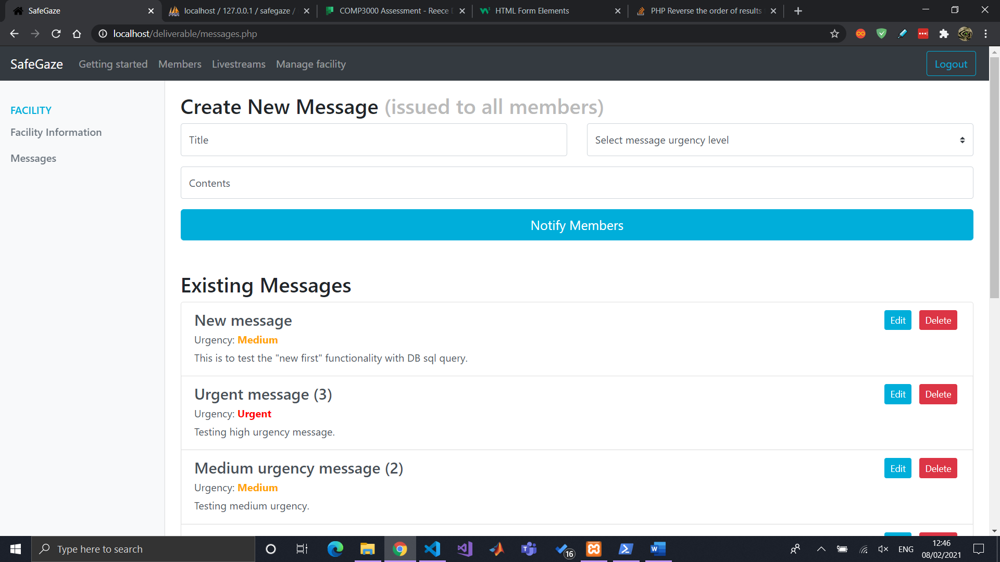 SafeGaze
localhost / 127.0.0.1 / safegaze /
COMP3000 Assessment - Reece
HTML Form Elements
PHP Reverse the order of results
localhost/deliverable/messages.php
SafeGaze Getting started Members Livestreams Manage facility Logout
FACILITY
Facility Information
Messages
Create New Message (issued to all members)
Title
Select message urgency level
Contents
Notify Members
Existing Messages
New message
Edit Delete
Urgency: Medium
This is to test the "new first" functionality with DB sql query.
Urgent message (3)
Edit Delete
Urgency: Urgent
Testing high urgency message.
Medium urgency message (2)
Edit Delete
Urgency: Medium
Testing medium urgency.
Type here to search
16
ENG
12:46
08/02/2021